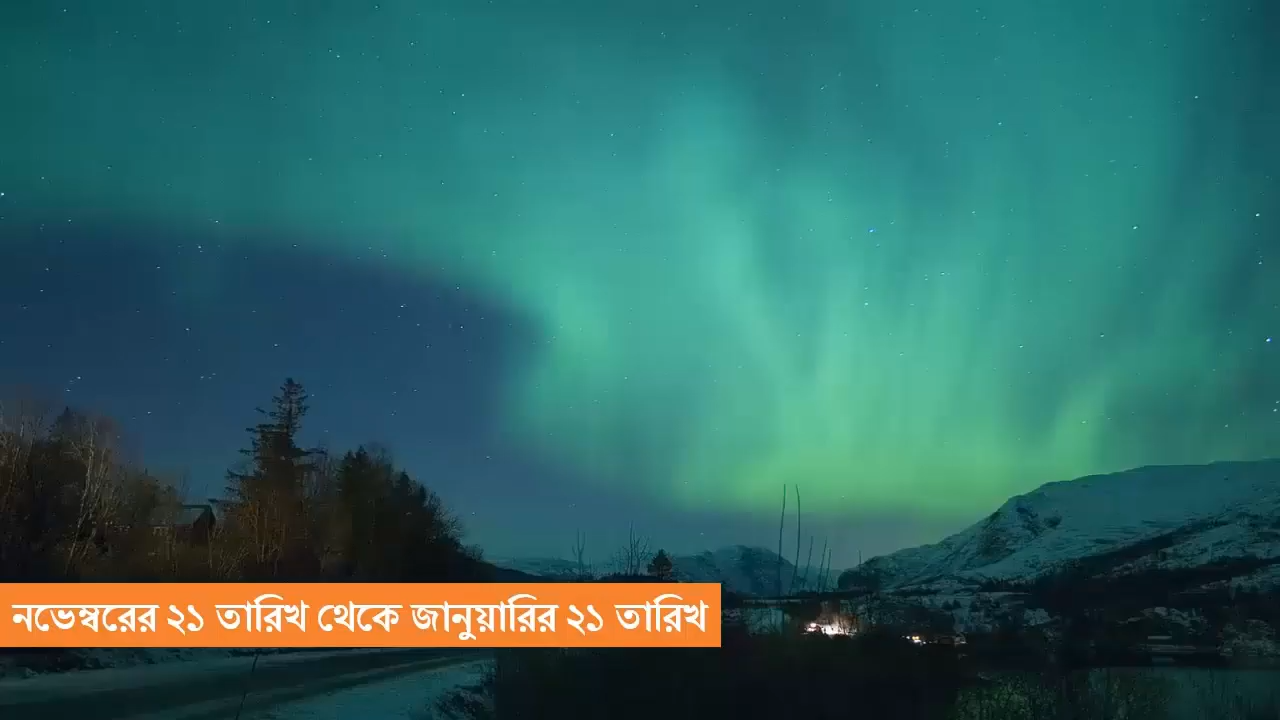 নভেম্বরের ২১ তারিখ থেকে জানুয়ারির ২১ তারিখ